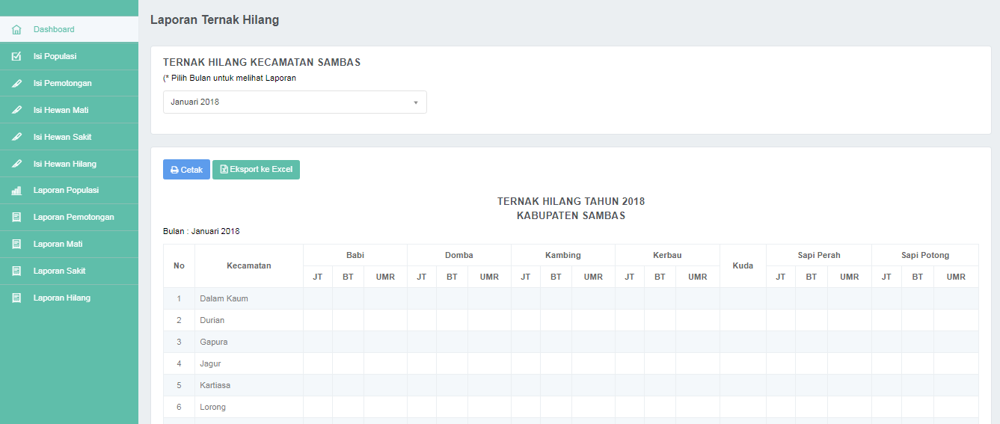 Laporan Ternak Hilang
Dashboard
Isi Populasi
Isi Pemotongan
Isi Hewan Mati
Isi Hewan Sakit
Isi Hewan Hilang
Laporan Populasi
Laporan Pemotongan
Laporan Mati
Laporan Sakit
Laporan Hilang
TERNAK HILANG KECAMATAN SAMBAS
(* Pilih Bulan untuk melihat Laporan
Januari 2018
Cetak Eksport ke Excel
TERNAK HILANG TAHUN 2018
KABUPATEN SAMBAS
Bulan : Januari 2018
No Kecamatan Babi Domba Kambing Kerbau Kuda Sapi Perah Sapi Potong
JT BT UMR JT BT UMR JT BT UMR JT BT UMR JT BT UMR JT BT UMR
1 Dalam Kaum
2 Durian
3 Gapura
4 Jagur
5 Kartiasa
6 Lorong